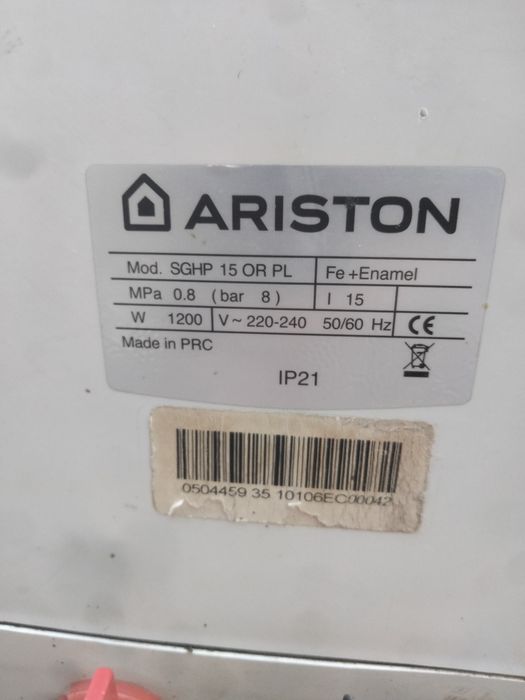 ARISTON
Mod. SGHP 15 OR PL Fe+Enamel
MPa 0.8 (bar 8) l 15
W 1200 V~ 220-240 50/60 Hz CE
Made in PRC
IP21
0504459 35 10106EC00042